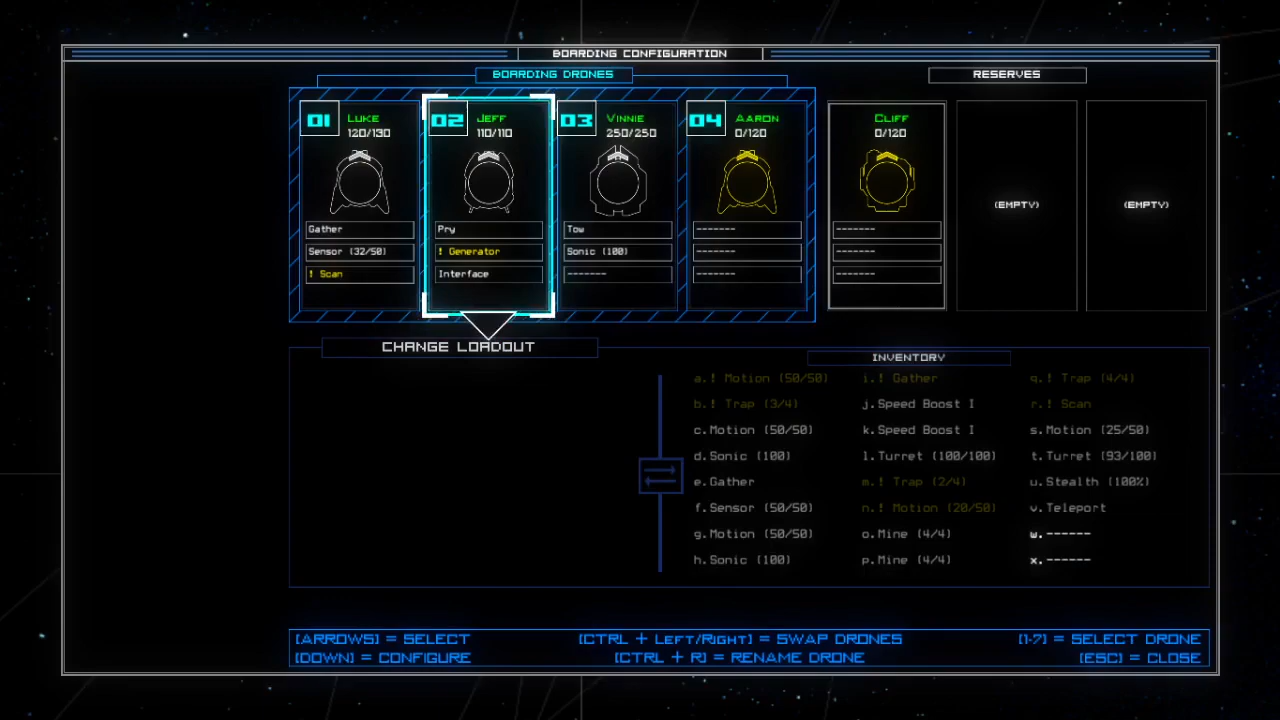 BOARDING CONFIGURATION
BOARDING DRONES
RESERVES
01 Luke 120/130
02 Jeff 110/110
03 Vinnie 250/250
04 Aaron 0/120
Cliff 0/120
(EMPTY)
(EMPTY)
Gather
Sensor (32/50)
! Scan
Pry
! Generator
Interface
Tow
Sonic (100)
-------
-------
-------
-------
-------
-------
-------
CHANGE LOADOUT
INVENTORY
a.! Motion (50/50)
b.! Trap (3/4)
c.Motion (50/50)
d.Sonic (100)
e.Gather
f.Sensor (50/50)
g.Motion (50/50)
h.Sonic (100)
i.! Gather
j.Speed Boost I
k.Speed Boost I
l.Turret (100/100)
m.! Trap (2/4)
n.! Motion (20/50)
o.Mine (4/4)
p.Mine (4/4)
q.! Trap (4/4)
r.! Scan
s.Motion (25/50)
t.Turret (93/100)
u.Stealth (100%)
v.Teleport
w.------
x.------
[ARROWS] = SELECT
[CTRL + Left/Right] = SWAP DRONES
[1-7] = SELECT DRONE
[DOWN] = CONFIGURE
[CTRL + R] = RENAME DRONE
[ESC] = CLOSE